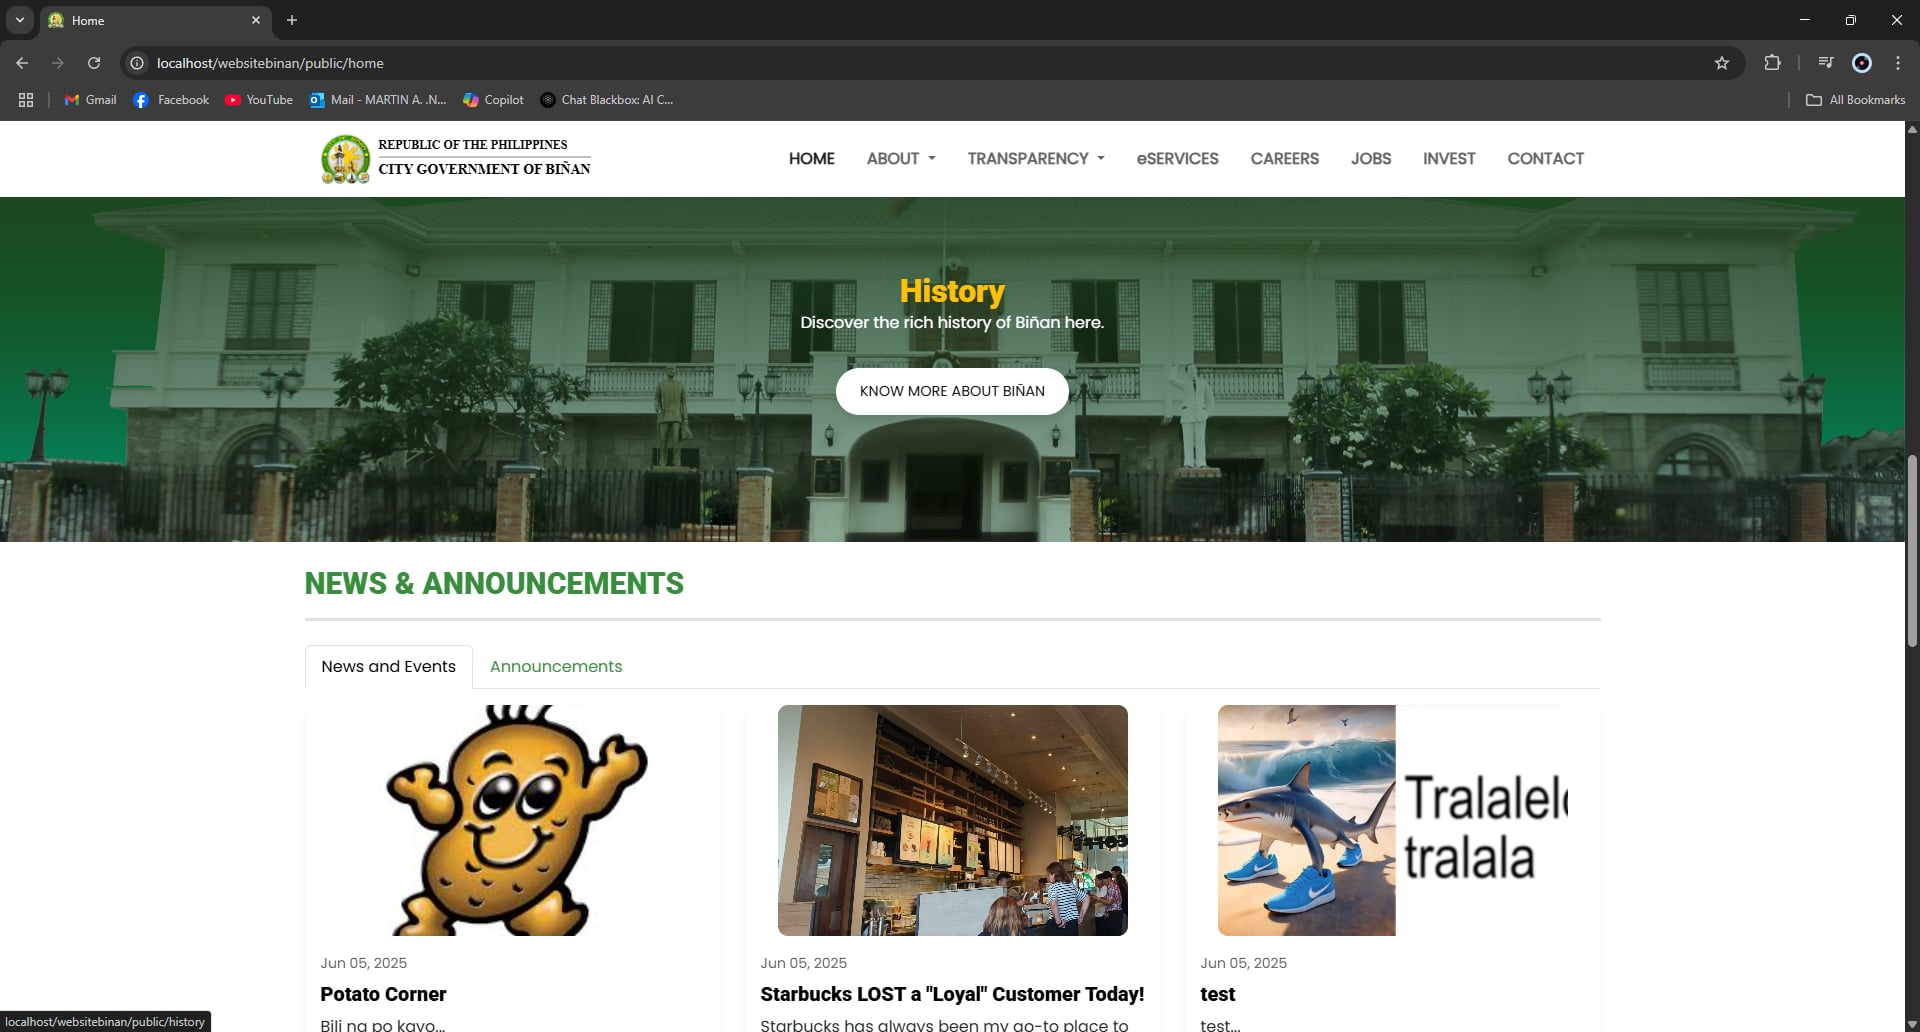 Home
localhost/websitebinan/public/home
Gmail
Facebook
YouTube
Mail - MARTIN A. .N...
Copilot
Chat Blackbox: AI C...
All Bookmarks
REPUBLIC OF THE PHILIPPINES
CITY GOVERNMENT OF BIÑAN
HOME
ABOUT
TRANSPARENCY
eSERVICES
CAREERS
JOBS
INVEST
CONTACT
History
Discover the rich history of Biñan here.
KNOW MORE ABOUT BIÑAN
NEWS & ANNOUNCEMENTS
News and Events
Announcements
Tralalelo
tralala
Jun 05, 2025
Potato Corner
Bili na po kayo...
Jun 05, 2025
Starbucks LOST a "Loyal" Customer Today!
Starbucks has always been my go-to place to
Jun 05, 2025
test
test...
localhost/websitebinan/public/history